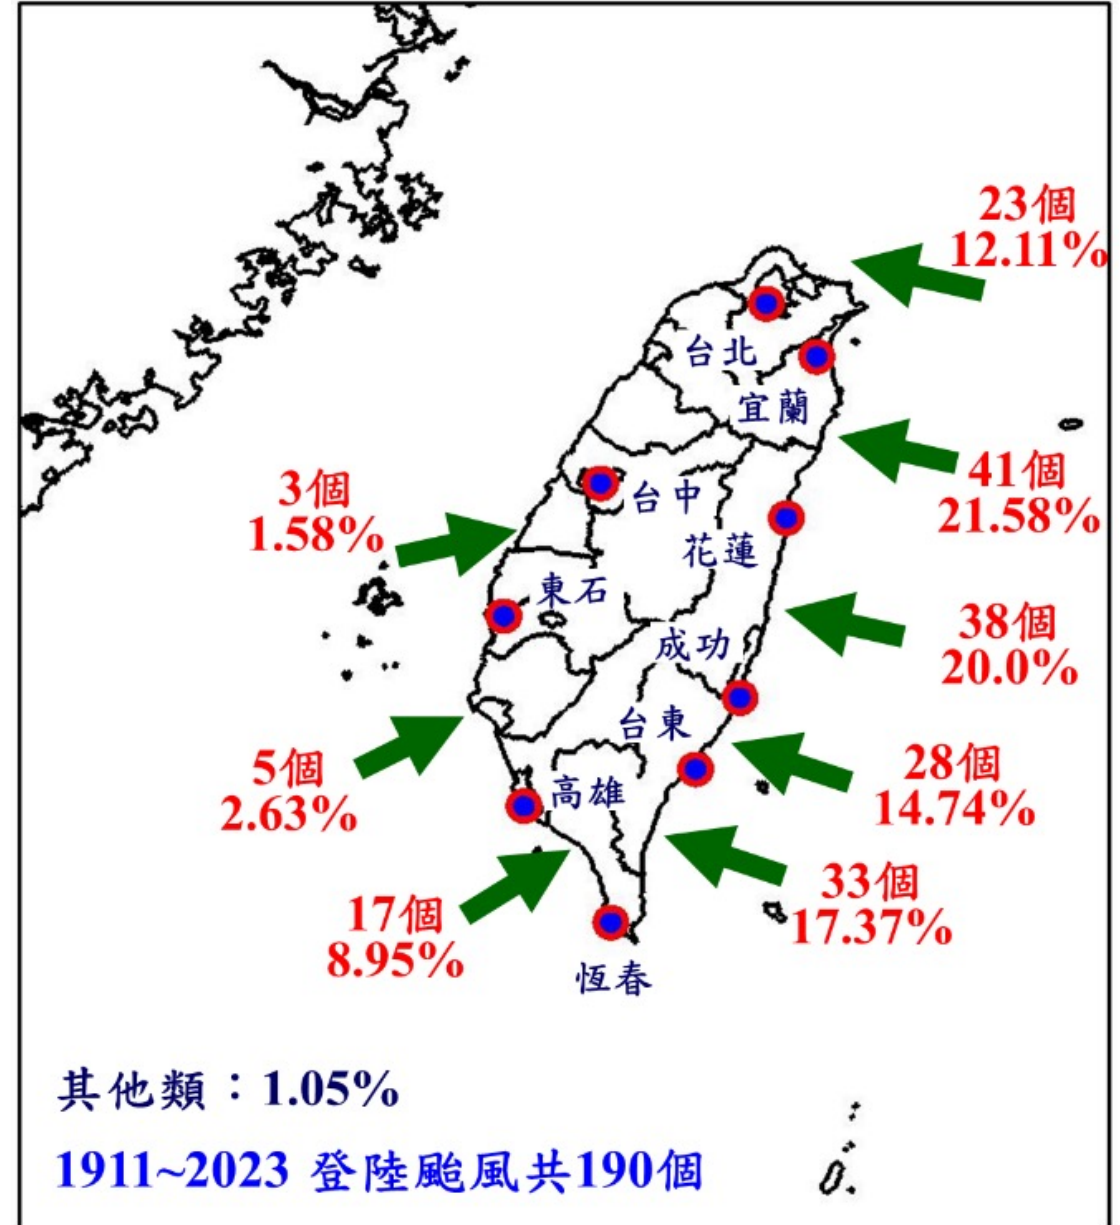 23個
12.11%
台北
宜蘭
41個
21.58%
3個
1.58%
台中
花蓮
東石
38個
20.0%
成功
台東
5個
2.63%
28個
14.74%
高雄
33個
17.37%
17個
8.95%
恆春
其他類：1.05%
1911~2023 登陸颱風共190個